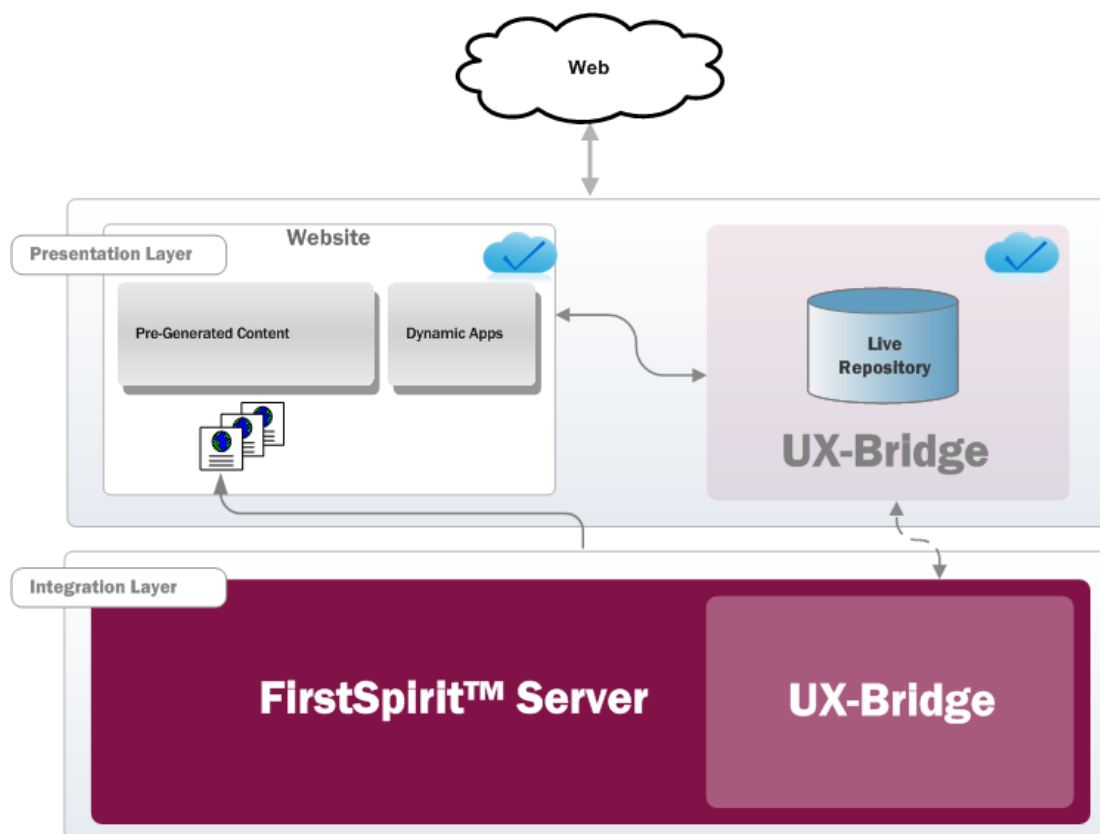 Web
Website
Presentation Layer
Pre-Generated Content
Dynamic Apps
Live
Repository
UX-Bridge
Integration Layer
FirstSpirit™ Server
UX-Bridge